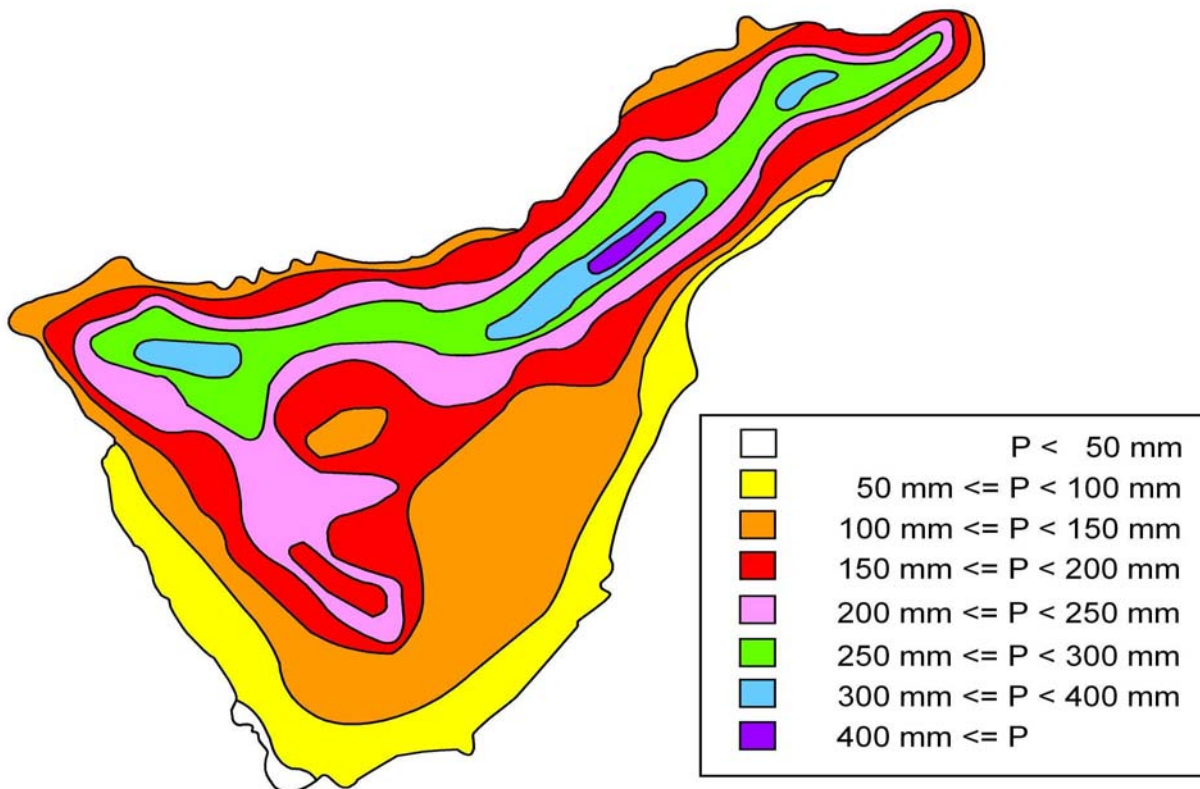 P < 50 mm
50 mm <= P < 100 mm
100 mm <= P < 150 mm
150 mm <= P < 200 mm
200 mm <= P < 250 mm
250 mm <= P < 300 mm
300 mm <= P < 400 mm
400 mm <= P